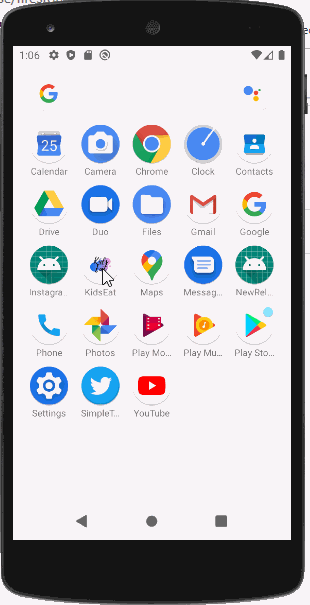 1:06
25
Calendar Camera Chrome Clock Contacts
Drive Duo Files Gmail Google
Instagra.. KidsEat Maps Messag... NewRel...
Phone Photos Play Mo... Play Mu... Play Sto...
Settings SimpleT... YouTube